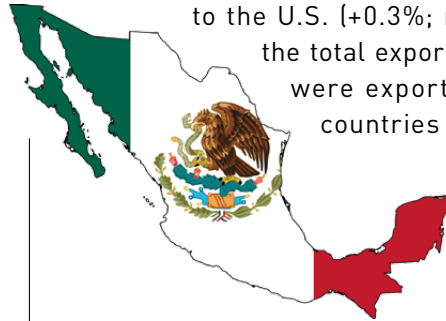 to the U.S. (+0.3%;
the total expor
were export
countries